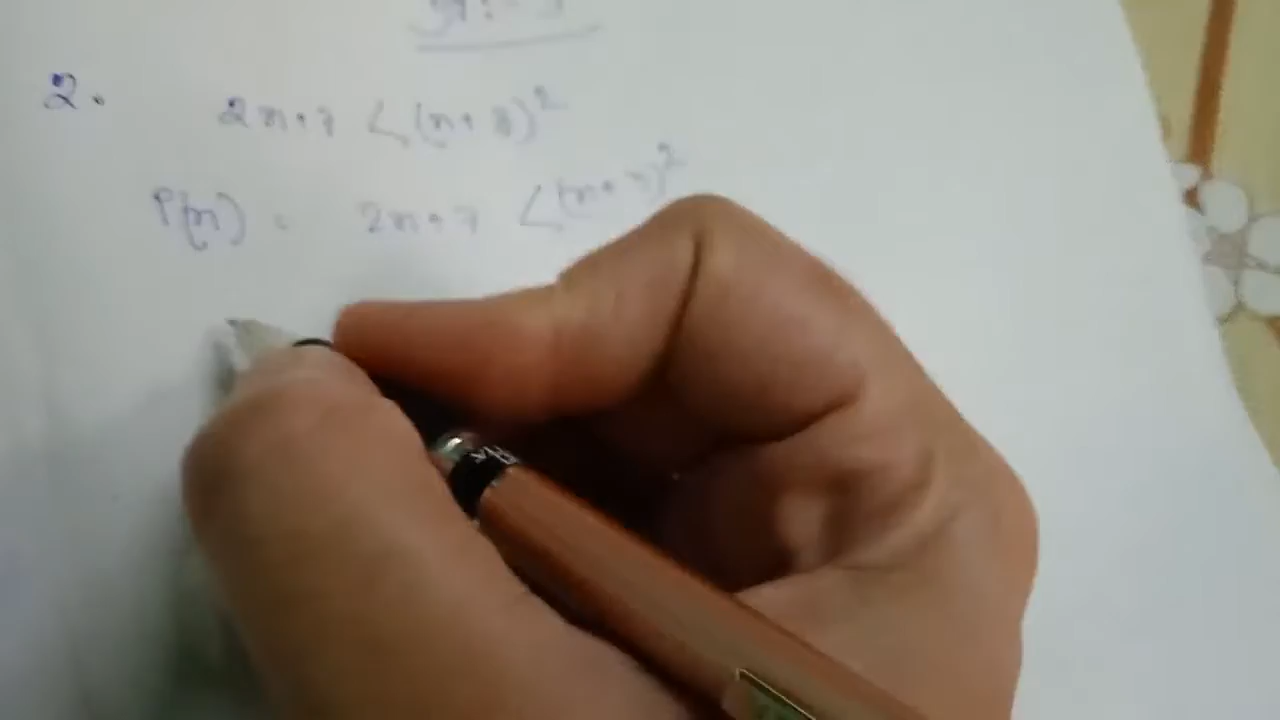 2.
2n+7 < (n+3)²
P(n) = 2n+7 < (n+3)²